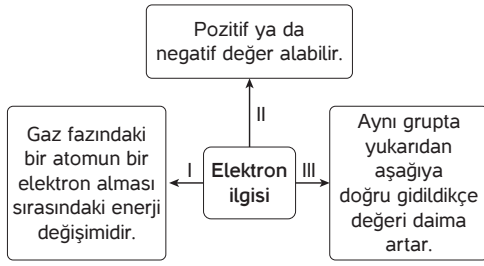 Pozitif ya da
negatif değer alabilir.
II
Gaz fazındaki
bir atomun bir
elektron alması
sırasındaki enerji
değişimidir.
I
Elektron
ilgisi
III
Aynı grupta
yukarıdan
aşağıya
doğru gidildikçe
değeri daima
artar.